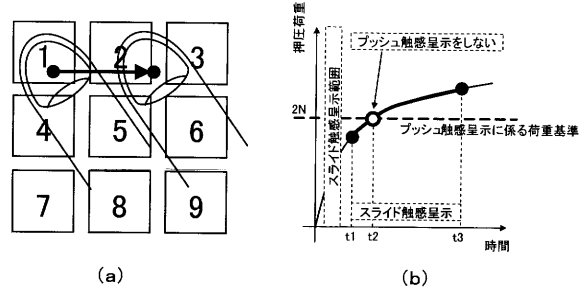 1 2 3
4 5 6
7 8 9
(a)
押圧荷重
プッシュ触感呈示をしない
2N
スライド触感呈示範囲
プッシュ触感呈示に係る荷重基準
スライド触感呈示
t1 t2 t3
時間
(b)